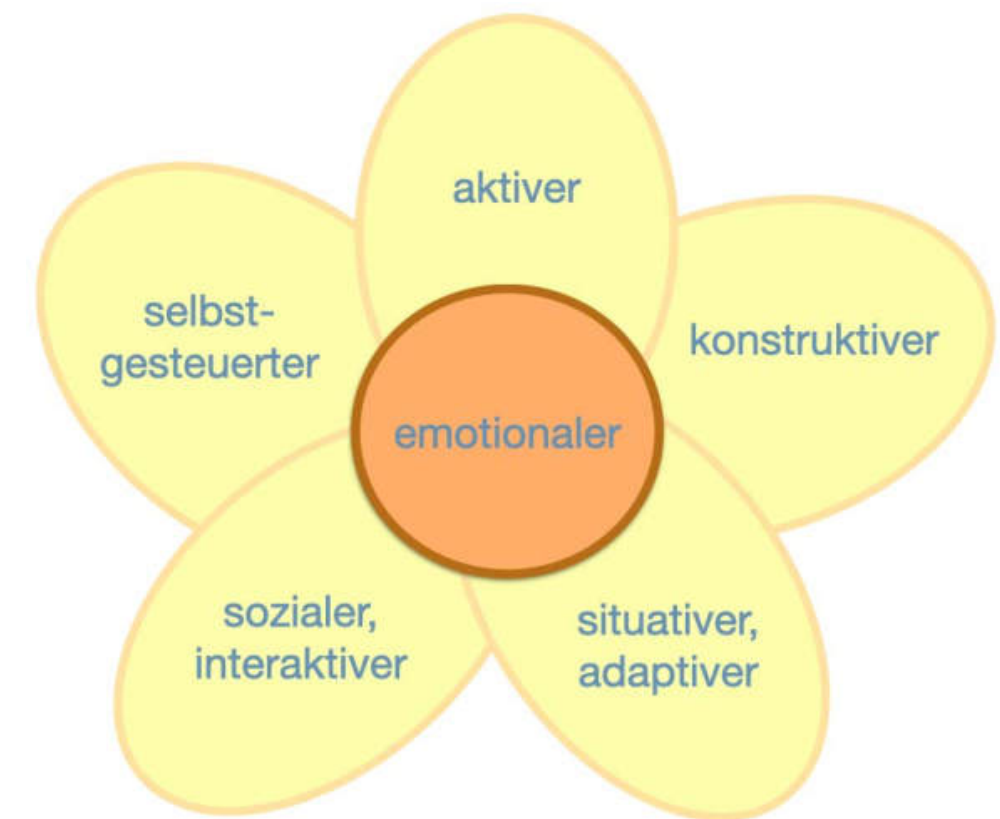 aktiver
selbst-
gesteuerter
konstruktiver
emotionaler
sozialer,
interaktiver
situativer,
adaptiver